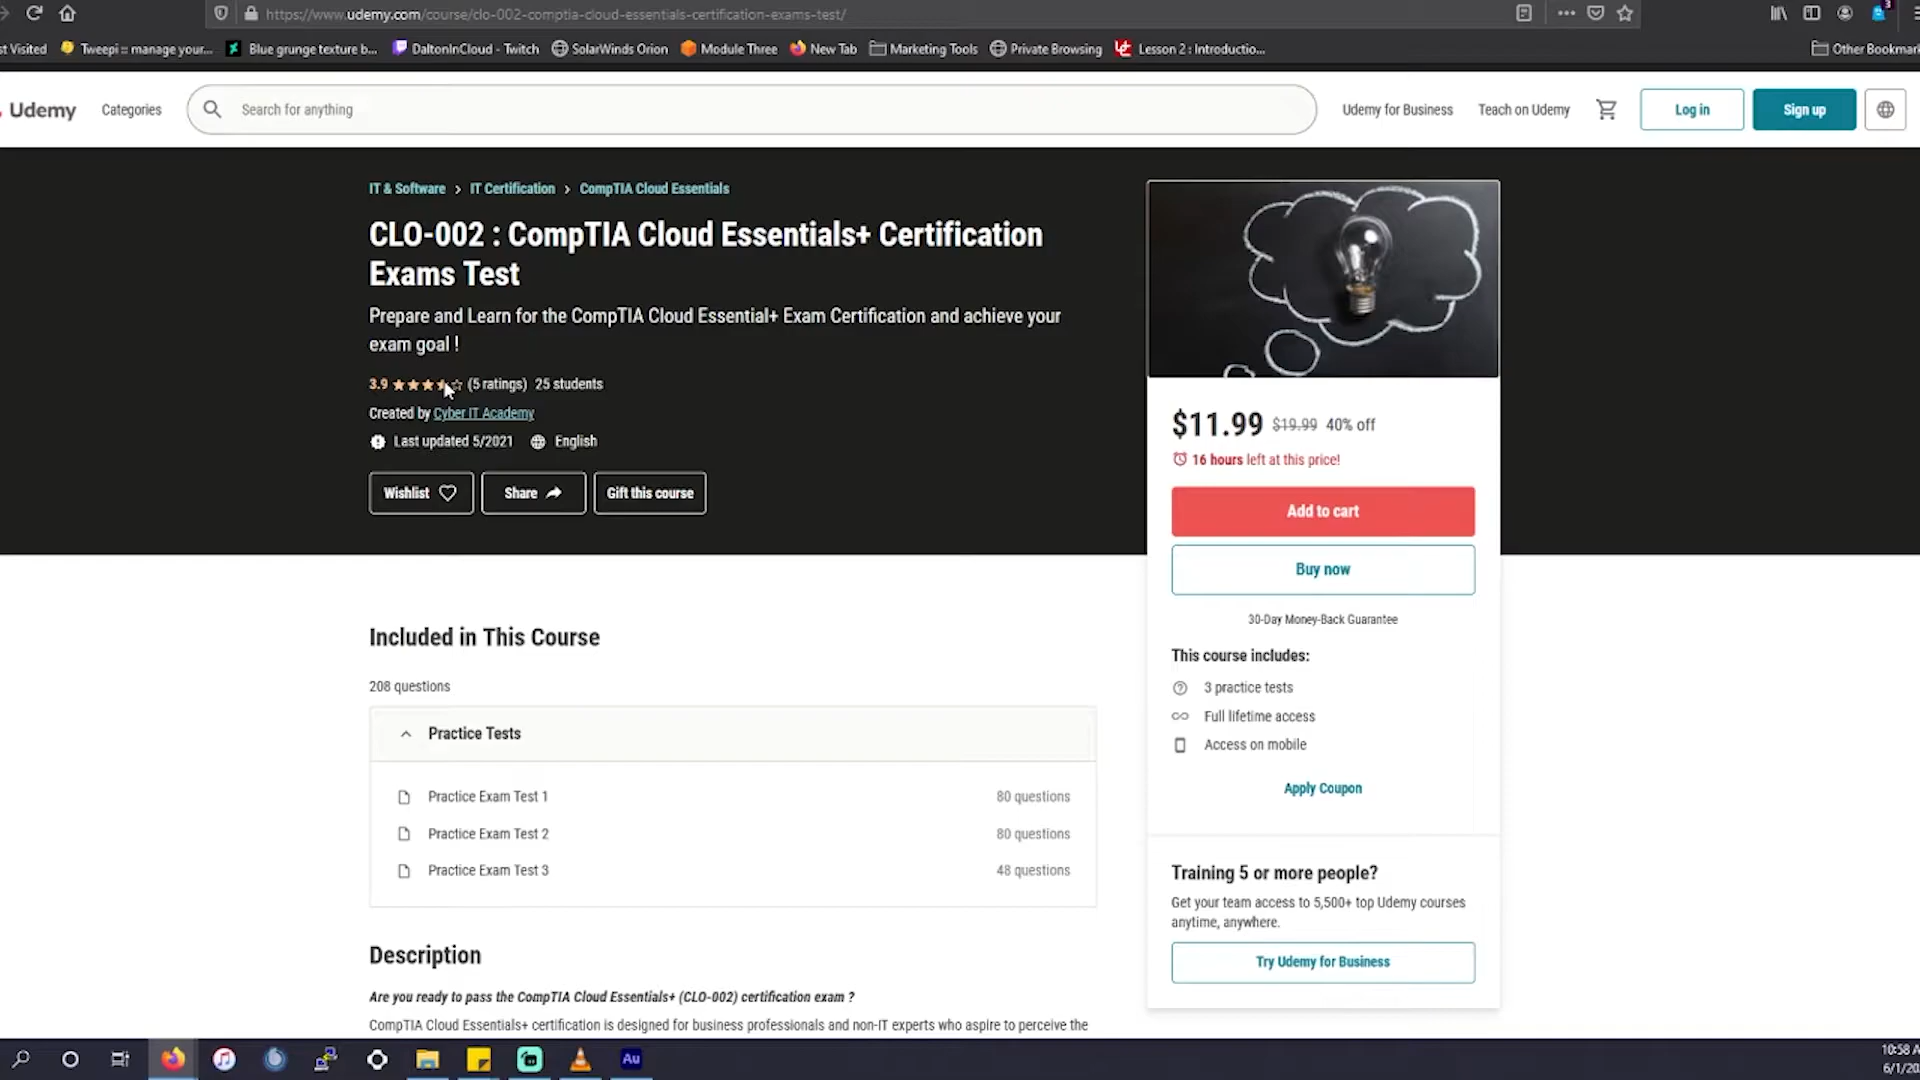 https://www.udemy.com/course/clo-002-comptia-cloud-essentials-certification-exams-test/
st Visited
Tweepi :: manage your...
Blue grunge texture b...
DaltonInCloud - Twitch
SolarWinds Orion
Module Three
New Tab
Marketing Tools
Private Browsing
Lesson 2 : Introductio...
Other Bookmark
Udemy
Categories
Search for anything
Udemy for Business
Teach on Udemy
Log in
Sign up
IT & Software > IT Certification > CompTIA Cloud Essentials
CLO-002 : CompTIA Cloud Essentials+ Certification
Exams Test
Prepare and Learn for the CompTIA Cloud Essential+ Exam Certification and achieve your
exam goal !
3.9 (5 ratings) 25 students
Created by Cyber IT Academy
Last updated 5/2021 English
Wishlist
Share
Gift this course
$11.99 $19.99 40% off
16 hours left at this price!
Add to cart
Buy now
30-Day Money-Back Guarantee
This course includes:
3 practice tests
Full lifetime access
Access on mobile
Apply Coupon
Training 5 or more people?
Get your team access to 5,500+ top Udemy courses
anytime, anywhere.
Try Udemy for Business
Included in This Course
208 questions
Practice Tests
Practice Exam Test 1 80 questions
Practice Exam Test 2 80 questions
Practice Exam Test 3 48 questions
Description
Are you ready to pass the CompTIA Cloud Essentials+ (CLO-002) certification exam ?
CompTIA Cloud Essentials+ certification is designed for business professionals and non-IT experts who aspire to perceive the
Au
10:58 A
6/1/20